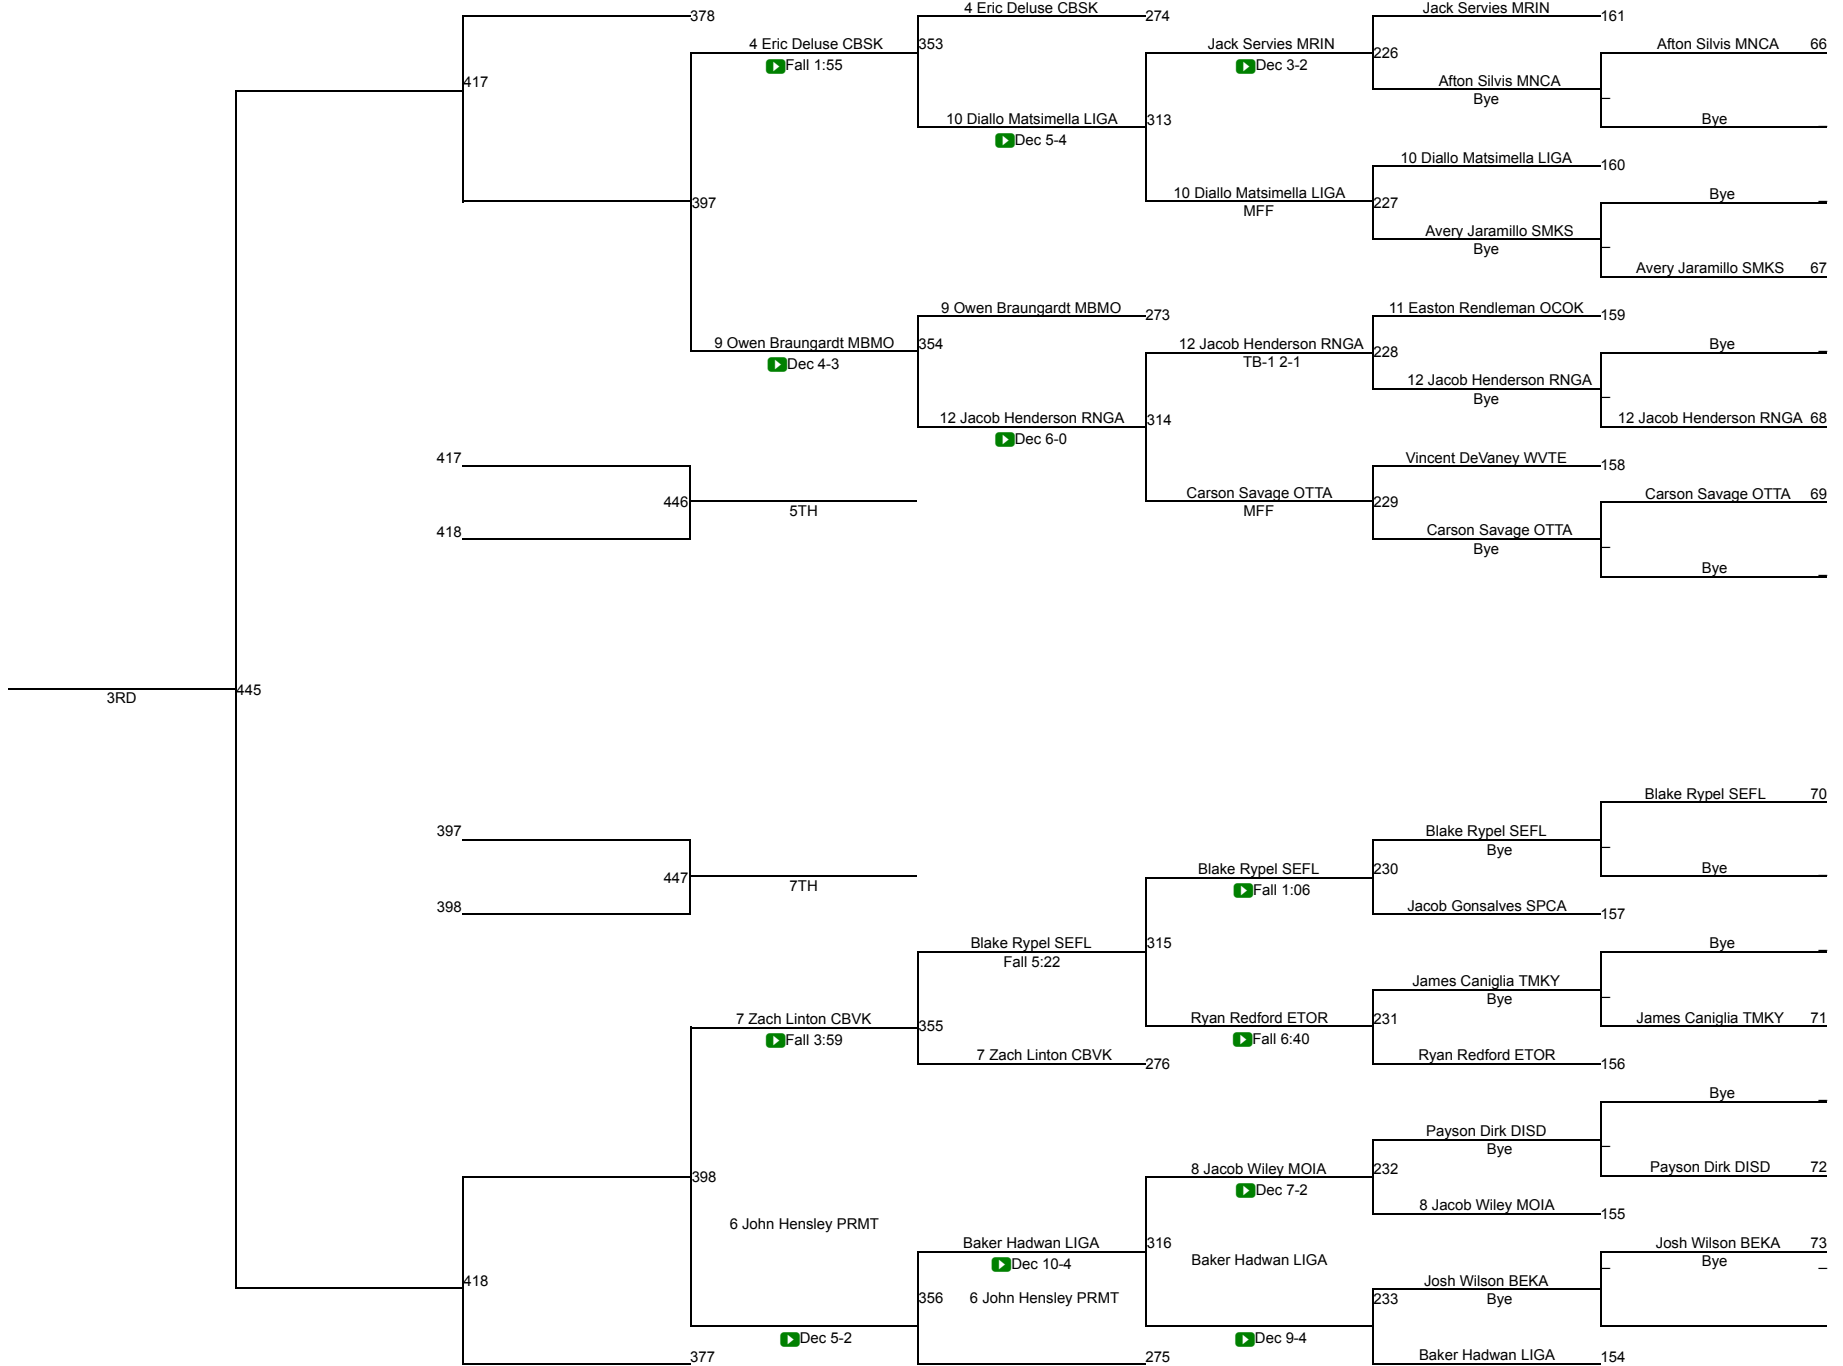 4 Eric Deluse CBSK
Jack Servies MRIN
378
274
161
4 Eric Deluse CBSK
353
Jack Servies MRIN
226
Afton Silvis MNCA 66
Fall 1:55
Dec 3-2
417
Afton Silvis MNCA
Bye
10 Diallo Matsimella LIGA
313
Bye
Dec 5-4
10 Diallo Matsimella LIGA
160
10 Diallo Matsimella LIGA
Bye
397
MFF
227
Avery Jaramillo SMKS
Bye
Avery Jaramillo SMKS 67
9 Owen Braungardt MBMO
273
11 Easton Rendleman OCOK
159
9 Owen Braungardt MBMO
354
12 Jacob Henderson RNGA
228
Bye
Dec 4-3
TB-1 2-1
12 Jacob Henderson RNGA
Bye
12 Jacob Henderson RNGA
314
12 Jacob Henderson RNGA 68
Dec 6-0
417
Vincent DeVaney WVTE
158
446
5TH
Carson Savage OTTA
MFF
229
Carson Savage OTTA 69
418
Carson Savage OTTA
Bye
Bye
3RD
445
Blake Rypel SEFL 70
397
Blake Rypel SEFL
Bye
447
7TH
Blake Rypel SEFL
230
Bye
Fall 1:06
398
Jacob Gonsalves SPCA
157
Blake Rypel SEFL
315
Bye
Fall 5:22
James Caniglia TMKY
Bye
7 Zach Linton CBVK
355
Ryan Redford ETOR
231
James Caniglia TMKY 71
Fall 3:59
Fall 6:40
7 Zach Linton CBVK
276
Ryan Redford ETOR
156
Bye
Payson Dirk DISD
Bye
398
8 Jacob Wiley MOIA
232
Payson Dirk DISD 72
Dec 7-2
8 Jacob Wiley MOIA
155
6 John Hensley PRMT
Baker Hadwan LIGA
316
Josh Wilson BEKA 73
Dec 10-4
Baker Hadwan LIGA
Bye
418
Josh Wilson BEKA
356
6 John Hensley PRMT
233
Bye
Dec 5-2
Dec 9-4
377
275
Baker Hadwan LIGA
154